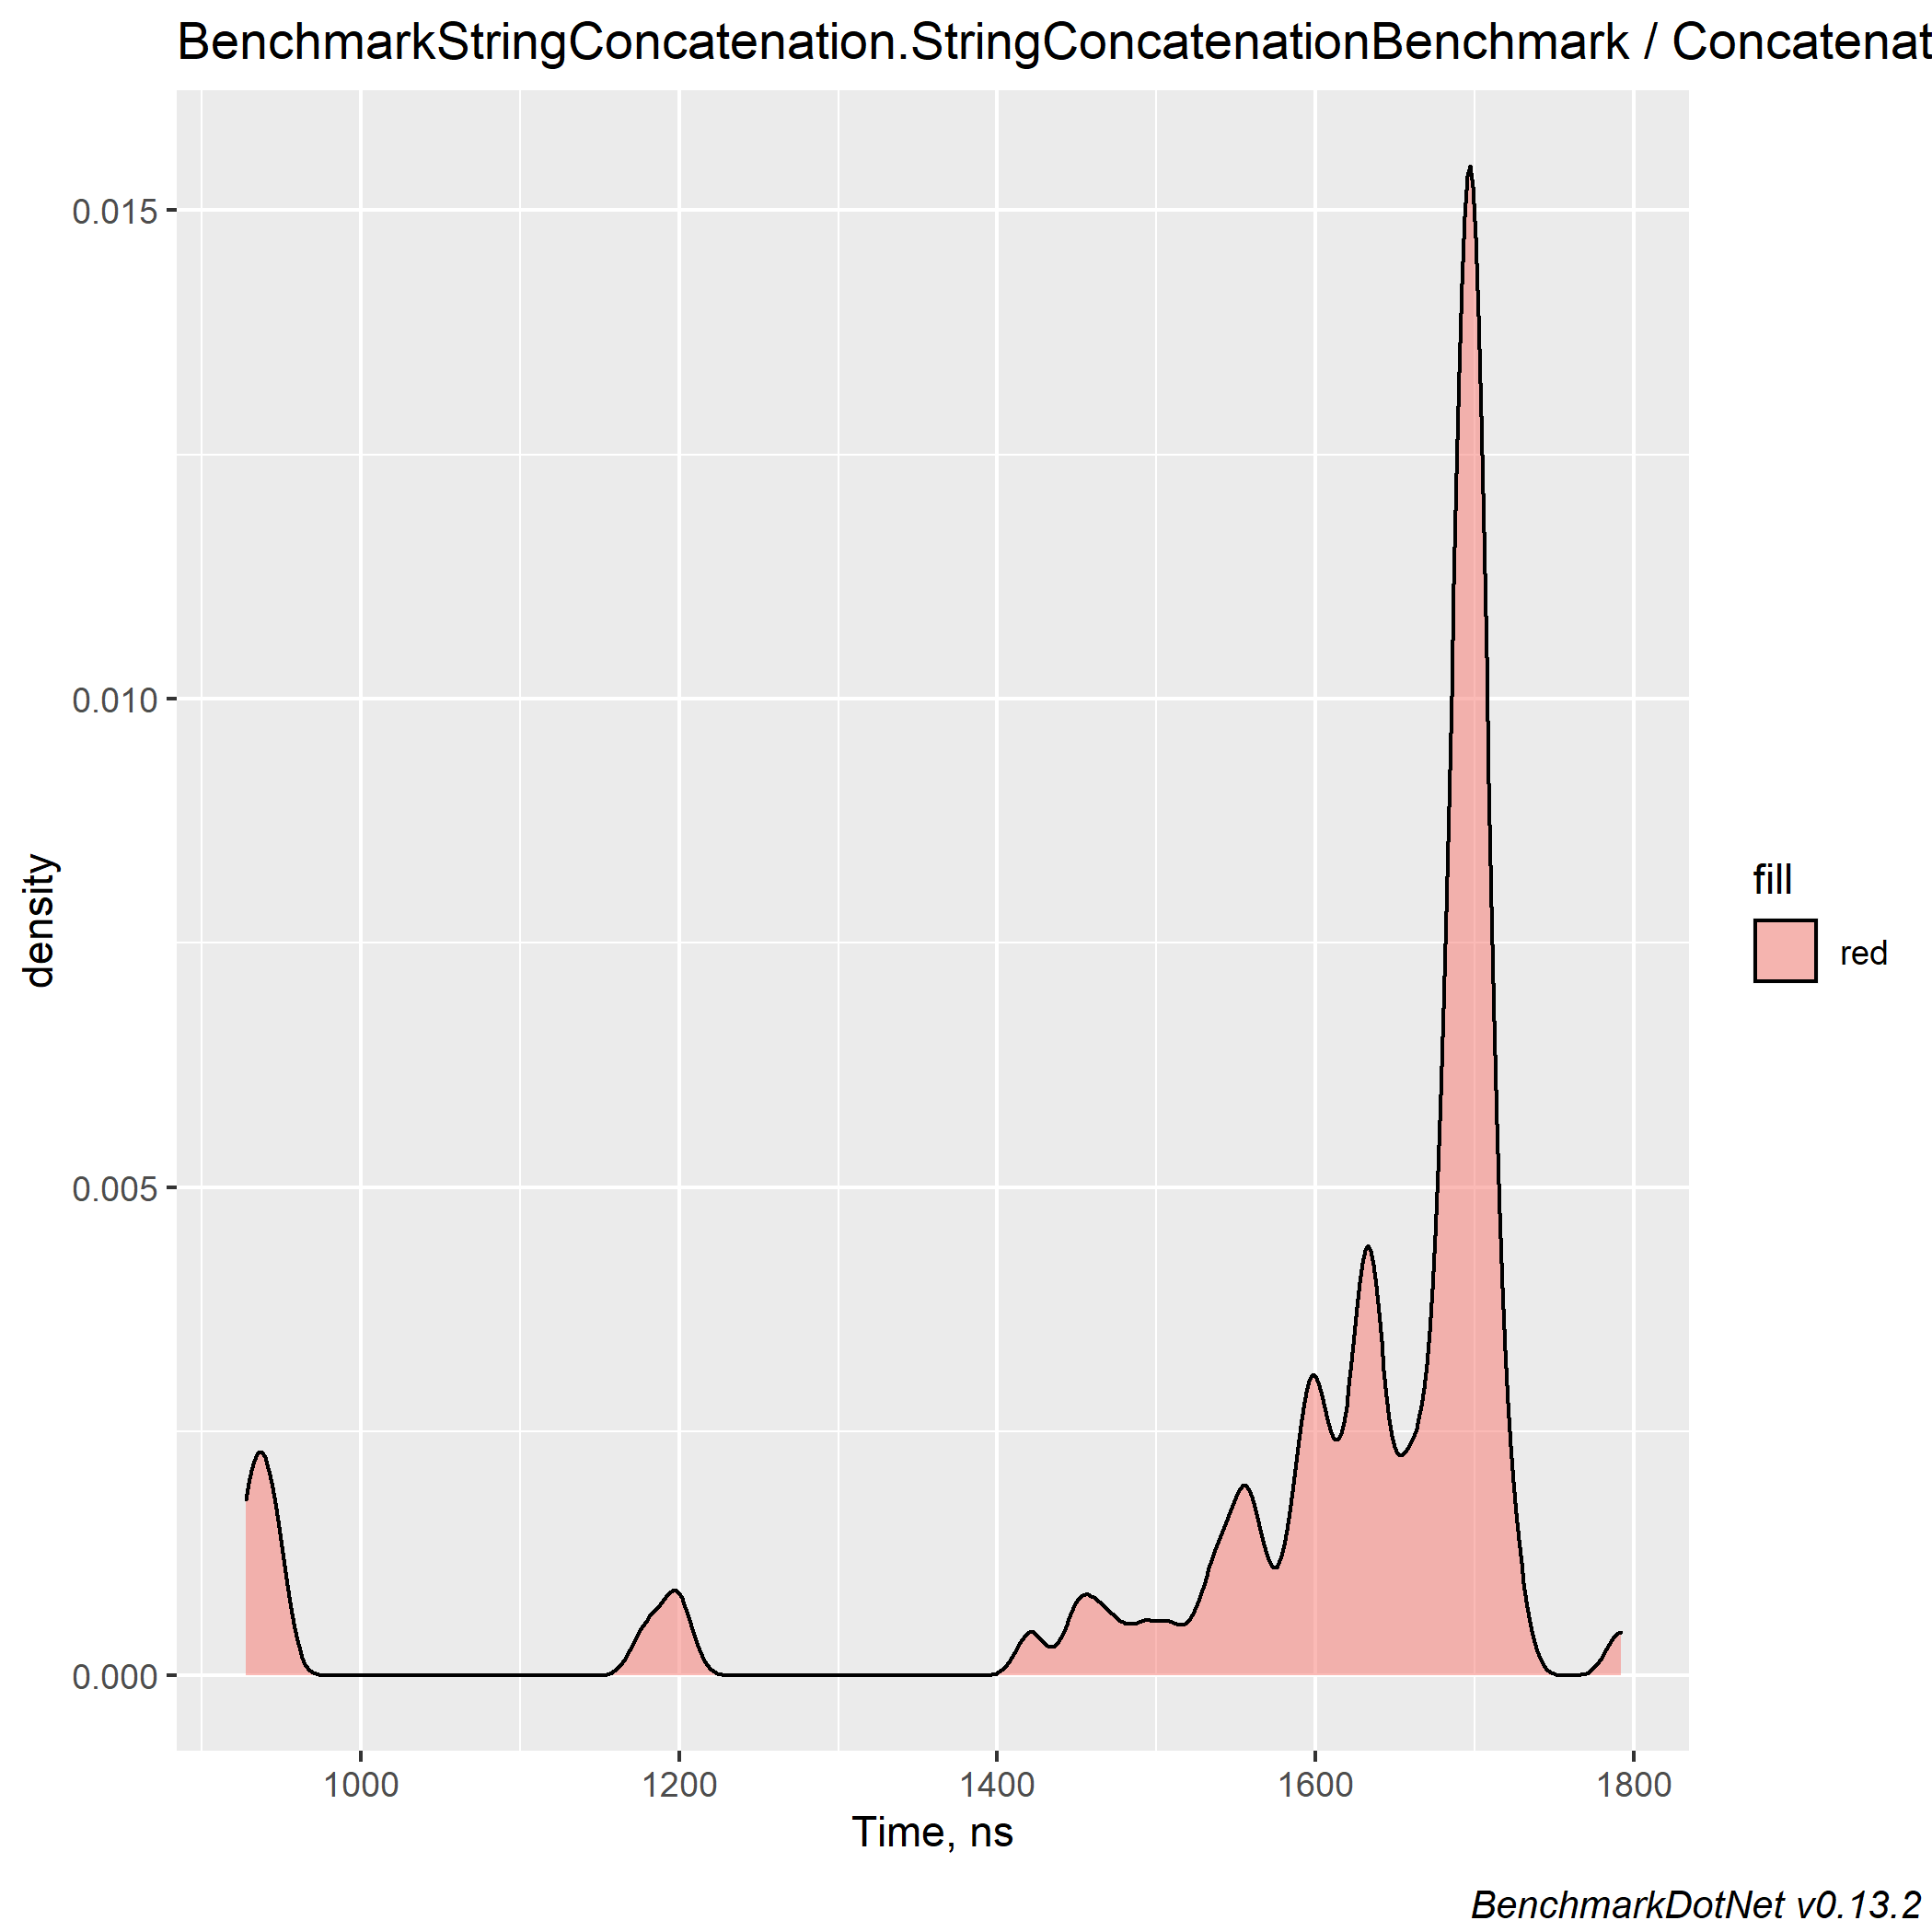 BenchmarkStringConcatenation.StringConcatenationBenchmark / Concatenat
0.015
0.010
0.005
0.000
density
1000 1200 1400 1600 1800
Time, ns
fill
red
BenchmarkDotNet v0.13.2